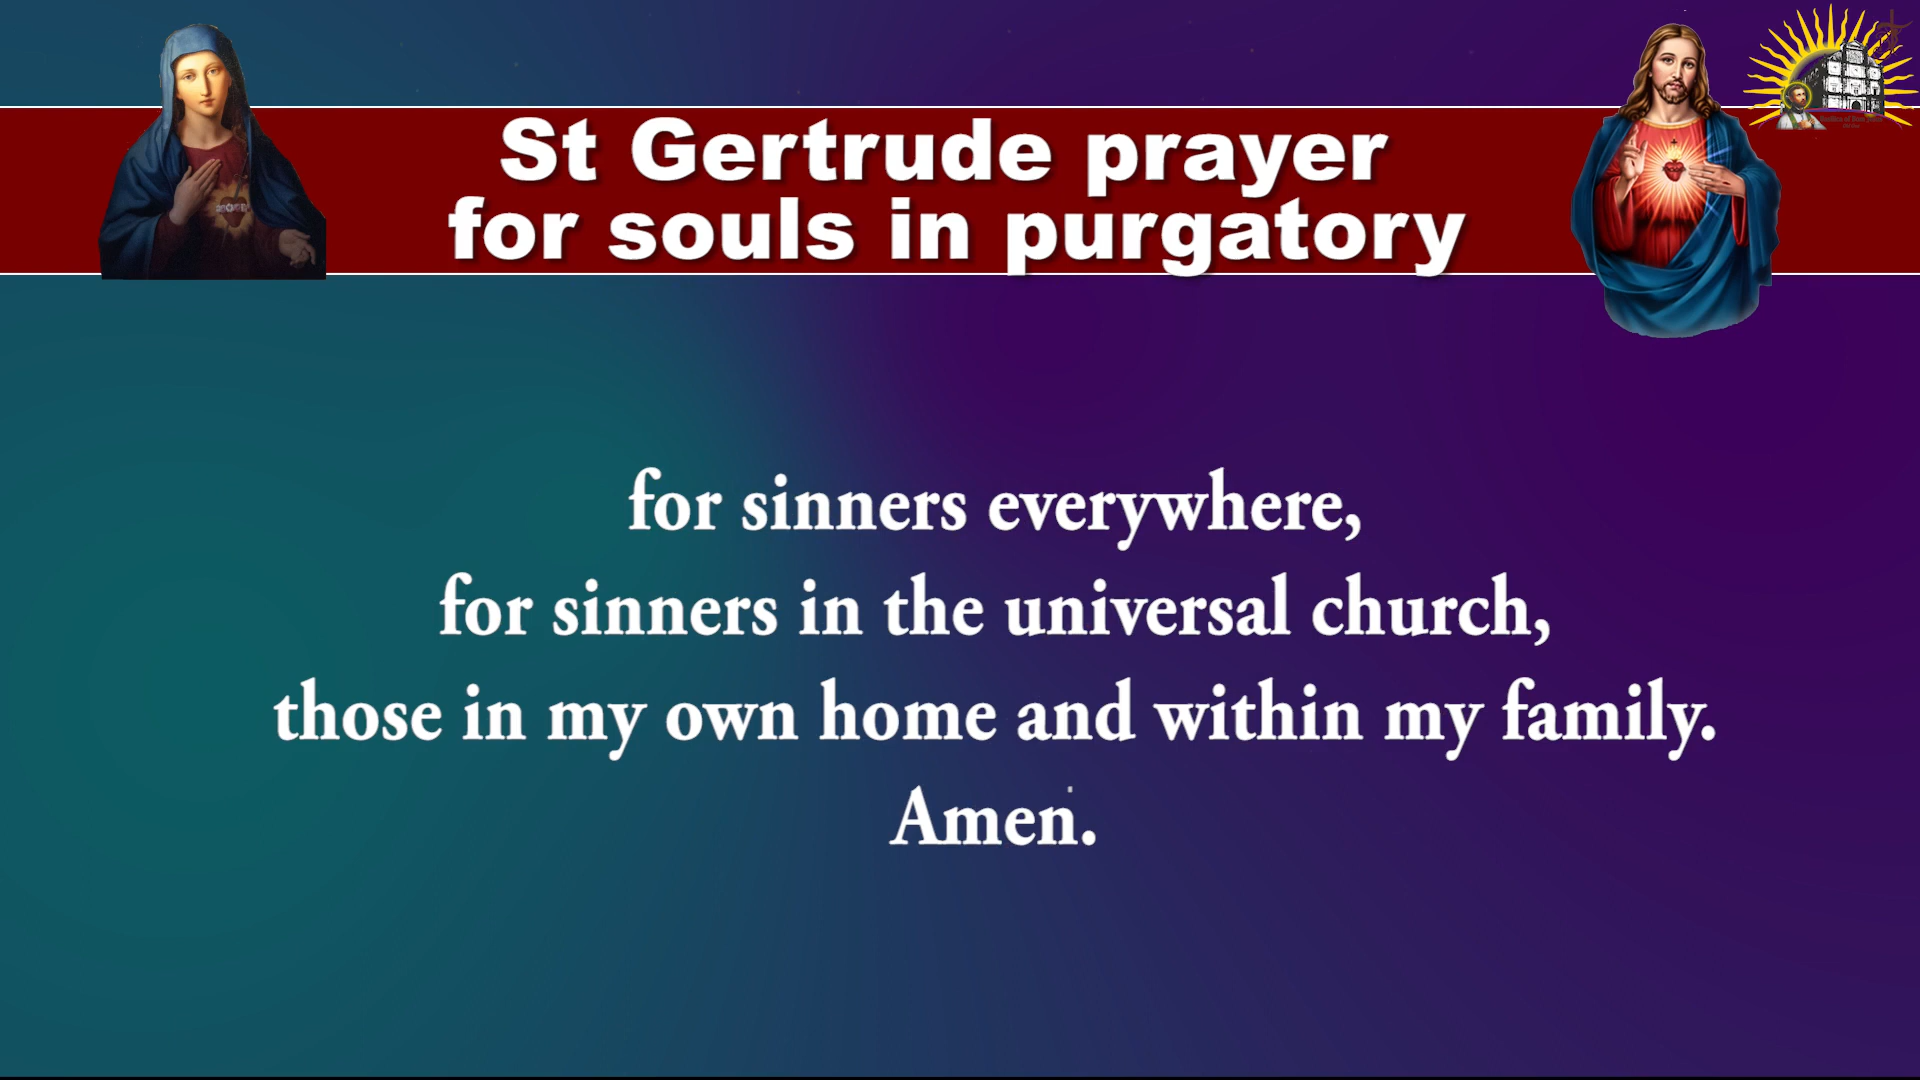 St Gertrude prayer
for souls in purgatory
for sinners everywhere,
for sinners in the universal church,
those in my own home and within my family.
Amen.